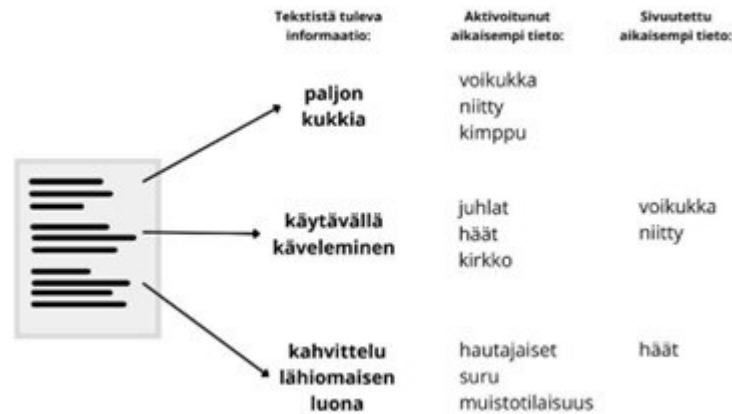 Tekstistä tuleva
informaatio:
Aktivoitunut
aikaisempi tieto:
Sivuutettu
aikaisempi tieto:
paljon
kukkia
voikukka
niitty
kimppu
käytävällä
käveleminen
juhlat
häät
kirkko
voikukka
niitty
kahvittelu
lähiomaisen
luona
hautajaiset
suru
muistotilaisuus
häät